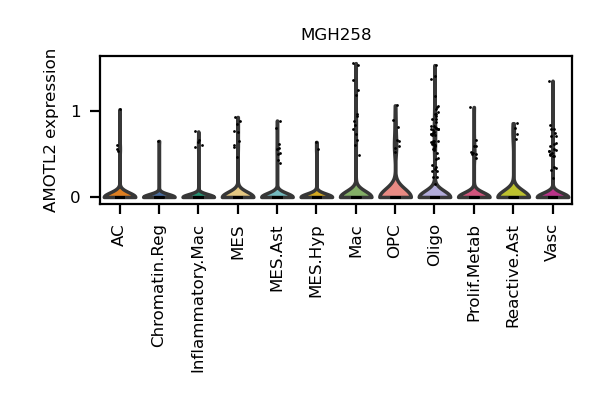 MGH258
AMOTL2 expression
1
0
AC
Chromatin.Reg
Inflammatory.Mac
MES
MES.Ast
MES.Hyp
Mac
OPC
Oligo
Prolif.Metab
Reactive.Ast
Vasc